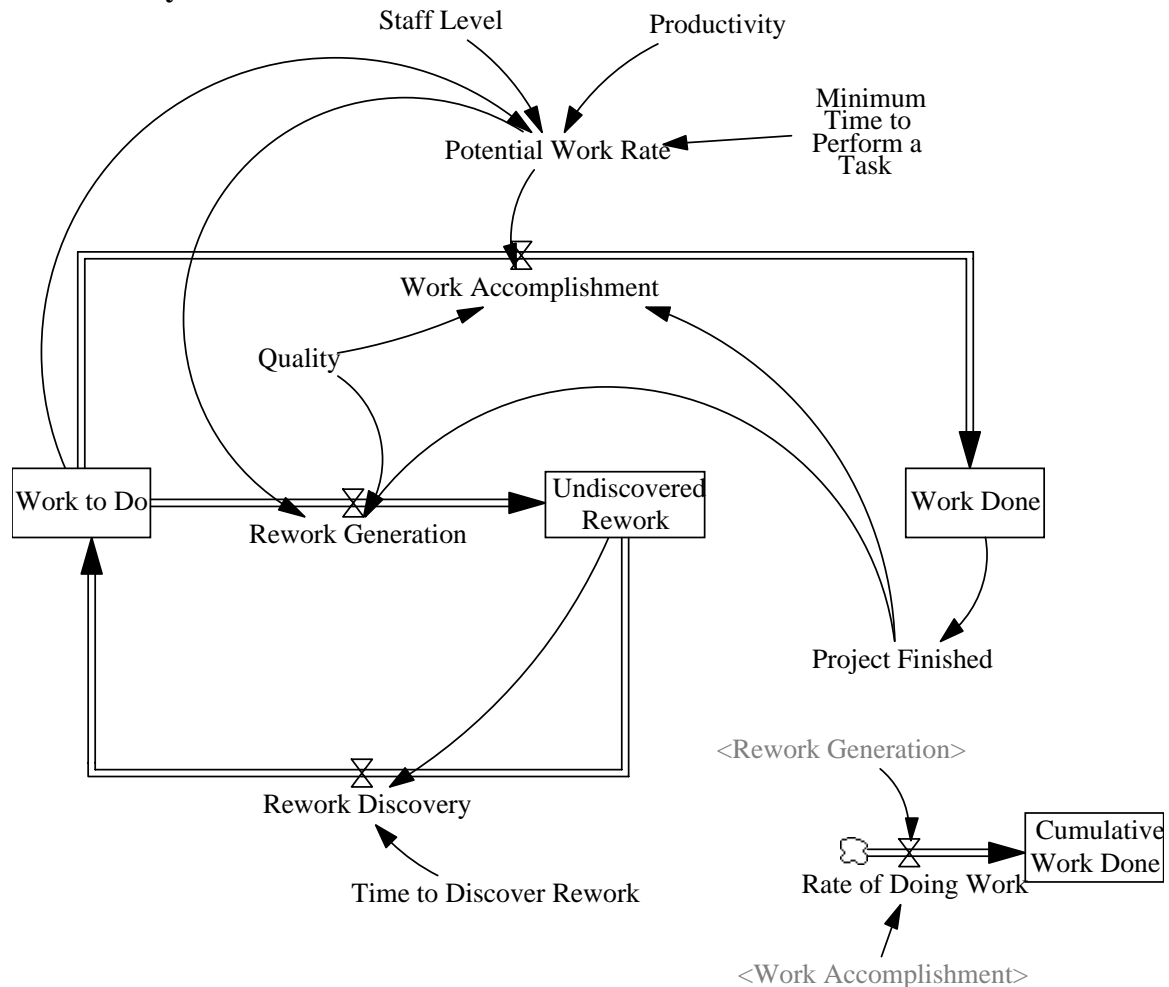 Staff Level
Productivity
Minimum
Time to
Perform a
Task
Potential Work Rate
Work Accomplishment
Quality
Work to Do
Undiscovered
Rework
Work Done
Rework Generation
Project Finished
<Rework Generation>
Rework Discovery
Cumulative
Work Done
Time to Discover Rework
Rate of Doing Work
<Work Accomplishment>